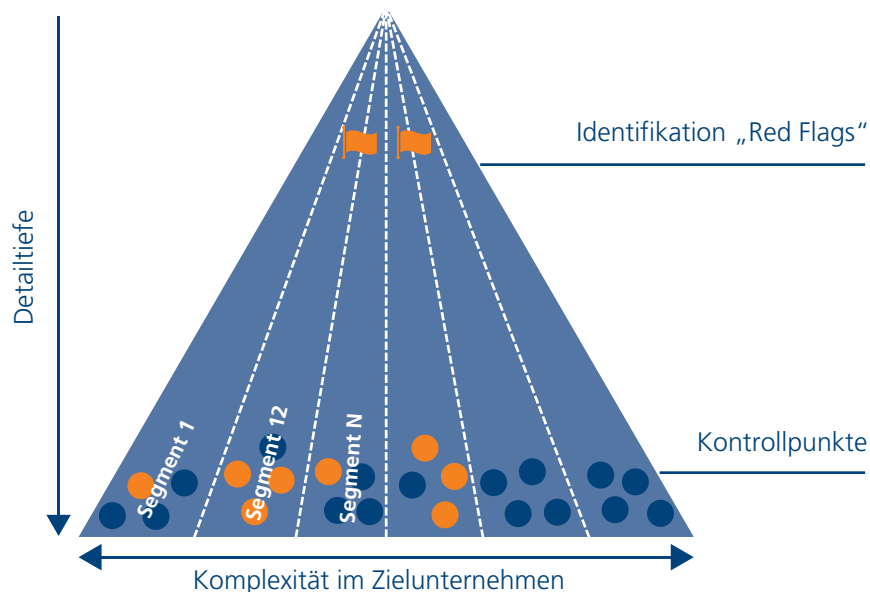 Identifikation „Red Flags“
Detailtiefe
Kontrollpunkte
Segment 1
Segment 12
Segment N
Komplexität im Zielunternehmen